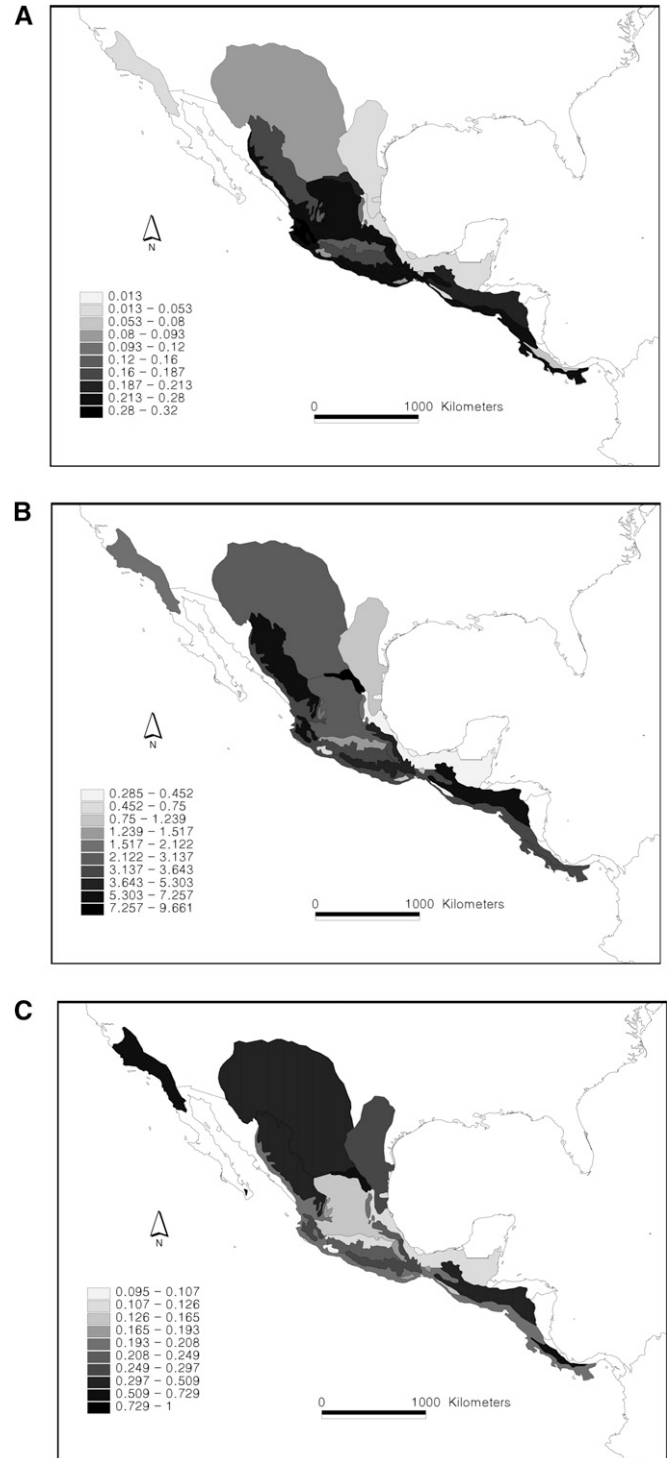 A
N
0.013
0.013 - 0.053
0.053 - 0.08
0.08 - 0.093
0.093 - 0.12
0.12 - 0.16
0.16 - 0.187
0.187 - 0.213
0.213 - 0.28
0.28 - 0.32
0 1000 Kilometers
B
N
0.285 - 0.452
0.452 - 0.75
0.75 - 1.239
1.239 - 1.517
1.517 - 2.122
2.122 - 3.137
3.137 - 3.643
3.643 - 5.303
5.303 - 7.257
7.257 - 9.661
0 1000 Kilometers
C
N
0.095 - 0.107
0.107 - 0.126
0.126 - 0.165
0.165 - 0.193
0.193 - 0.208
0.208 - 0.249
0.249 - 0.297
0.297 - 0.509
0.509 - 0.729
0.729 - 1
0 1000 Kilometers